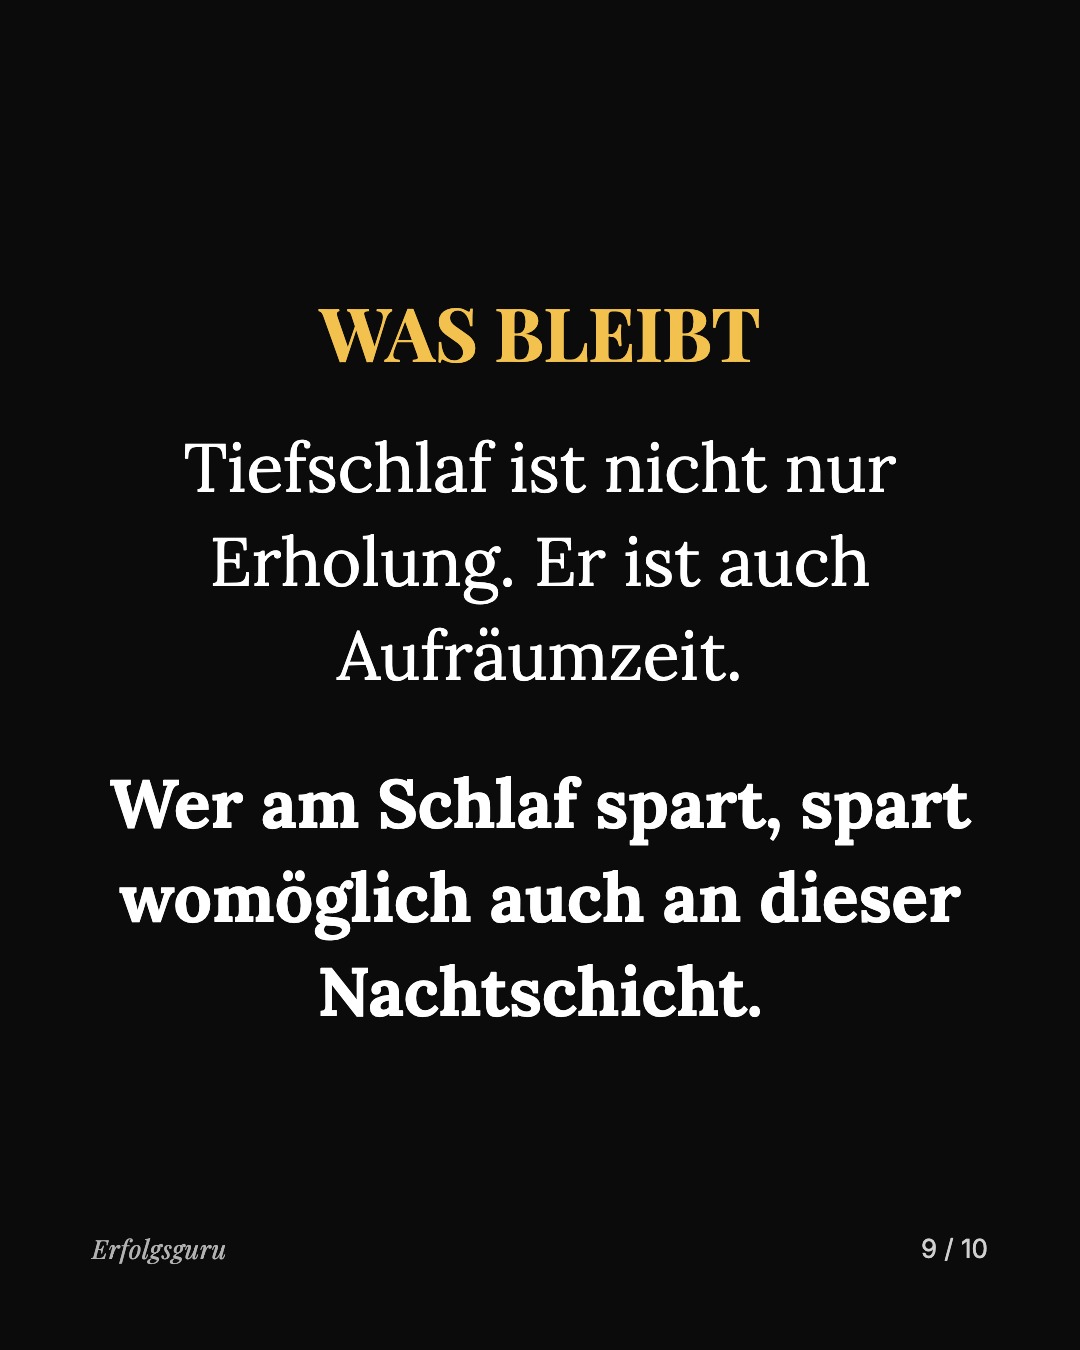 WAS BLEIBT
Tiefschlaf ist nicht nur
Erholung. Er ist auch
Aufräumzeit.
Wer am Schlaf spart, spart
womöglich auch an dieser
Nachtschicht.
Erfolgsguru
9 / 10